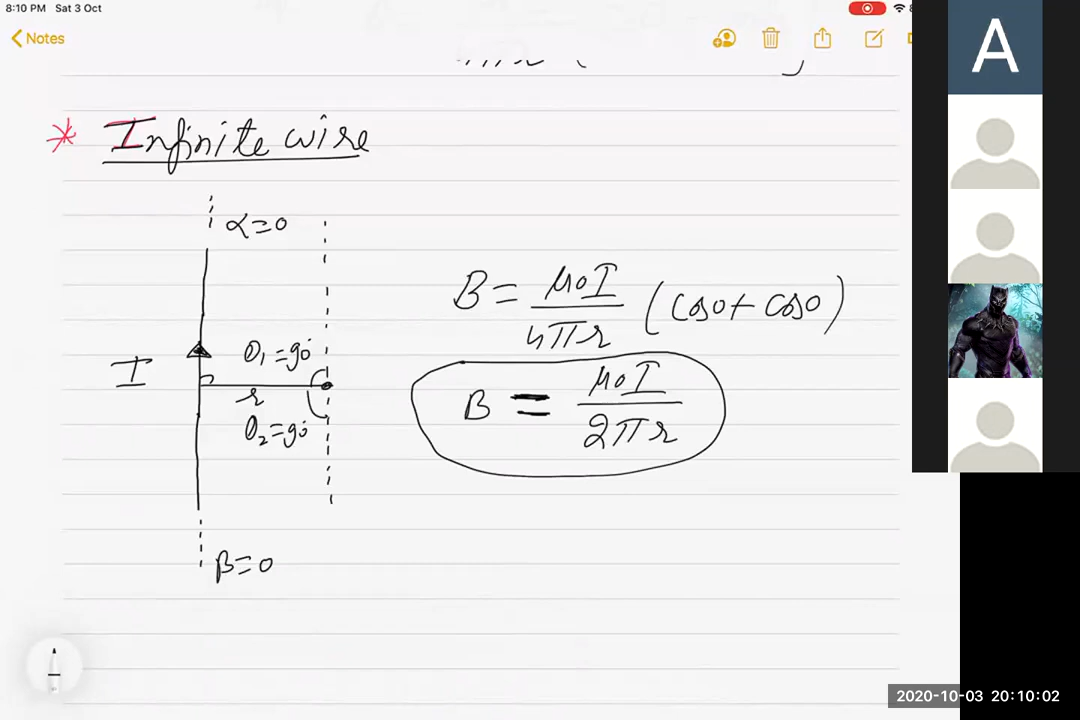 8:10 PM Sat 3 Oct
Notes
A
* Infinite wire
α=0
I
θ₁=90°
r
θ₂=90°
β=0
B = μ₀I / 4πr (cos0 + cos0)
B = μ₀I / 2πr
2020-10-03 20:10:02